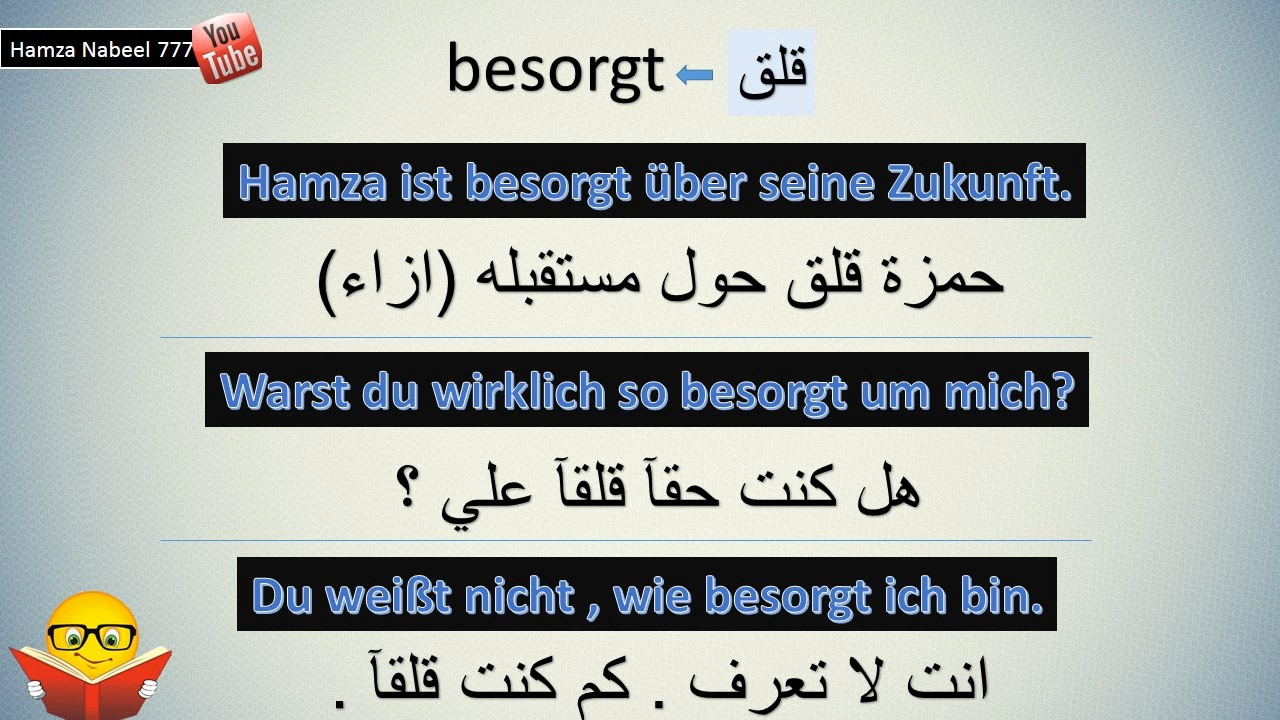 Hamza Nabeel 777
You
Tube
besorgt قلق
Hamza ist besorgt über seine Zukunft.
حمزة قلق حول مستقبله (ازاء)
Warst du wirklich so besorgt um mich?
هل كنت حقآ قلقآ علي ؟
Du weißt nicht , wie besorgt ich bin.
انت لا تعرف . كم كنت قلقآ .